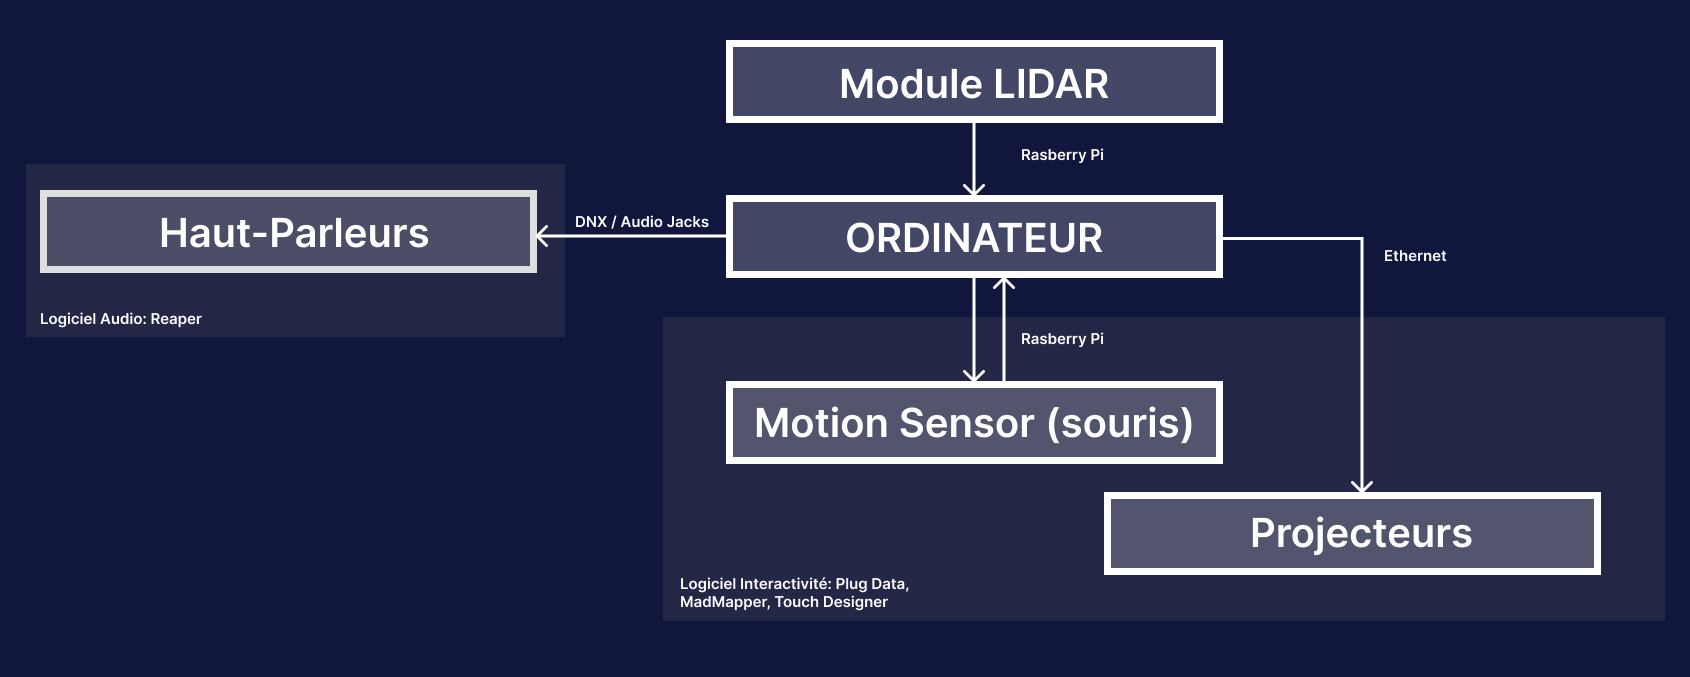 Module LIDAR
Rasberry Pi
Haut-Parleurs
DNX / Audio Jacks
ORDINATEUR
Ethernet
Logiciel Audio: Reaper
Rasberry Pi
Motion Sensor (souris)
Projecteurs
Logiciel Interactivité: Plug Data,
MadMapper, Touch Designer